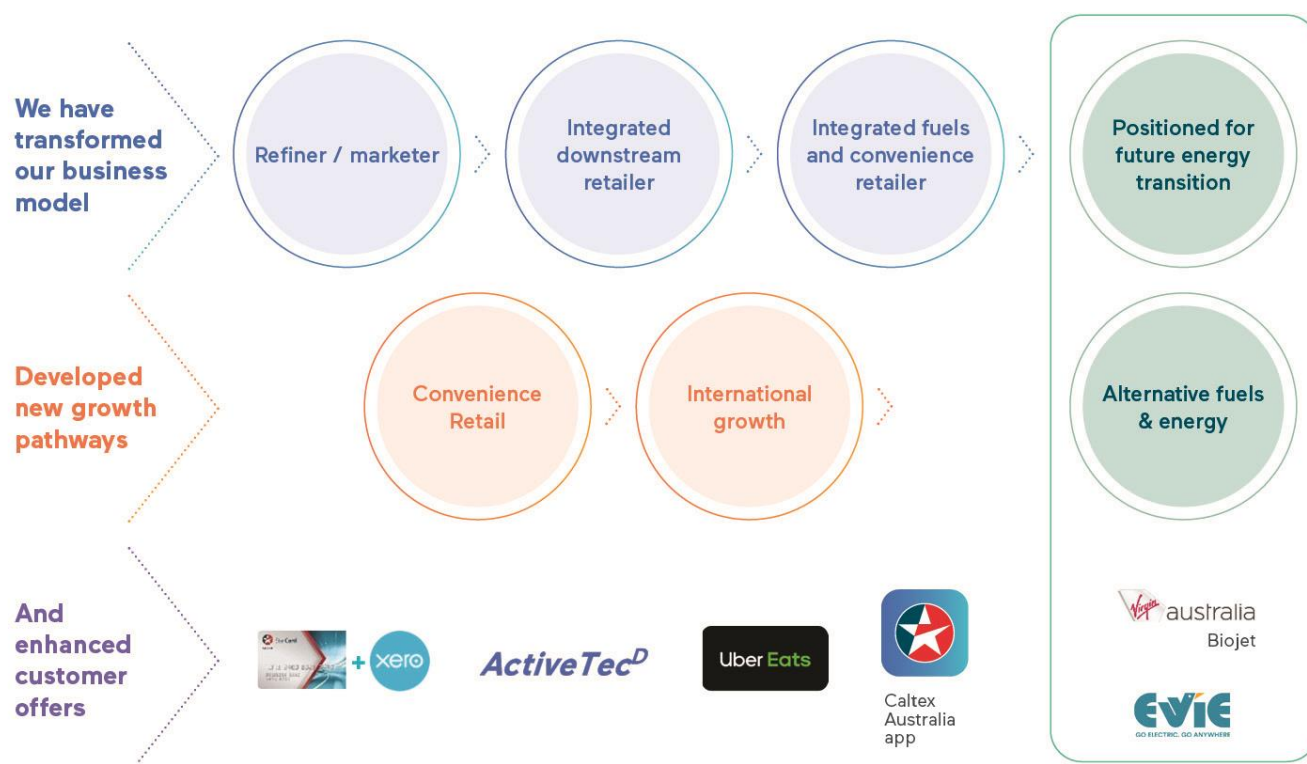 We have
transformed
our business
model
Refiner / marketer
Integrated
downstream
retailer
Integrated fuels
and convenience
retailer
Positioned for
future energy
transition
Developed
new growth
pathways
Convenience
Retail
International
growth
Alternative fuels
& energy
And
enhanced
customer
offers
StarCard
+ xero
ActiveTecD
Uber Eats
Caltex
Australia
app
Virgin australia
Biojet
EViE
GO ELECTRIC. GO ANYWHERE